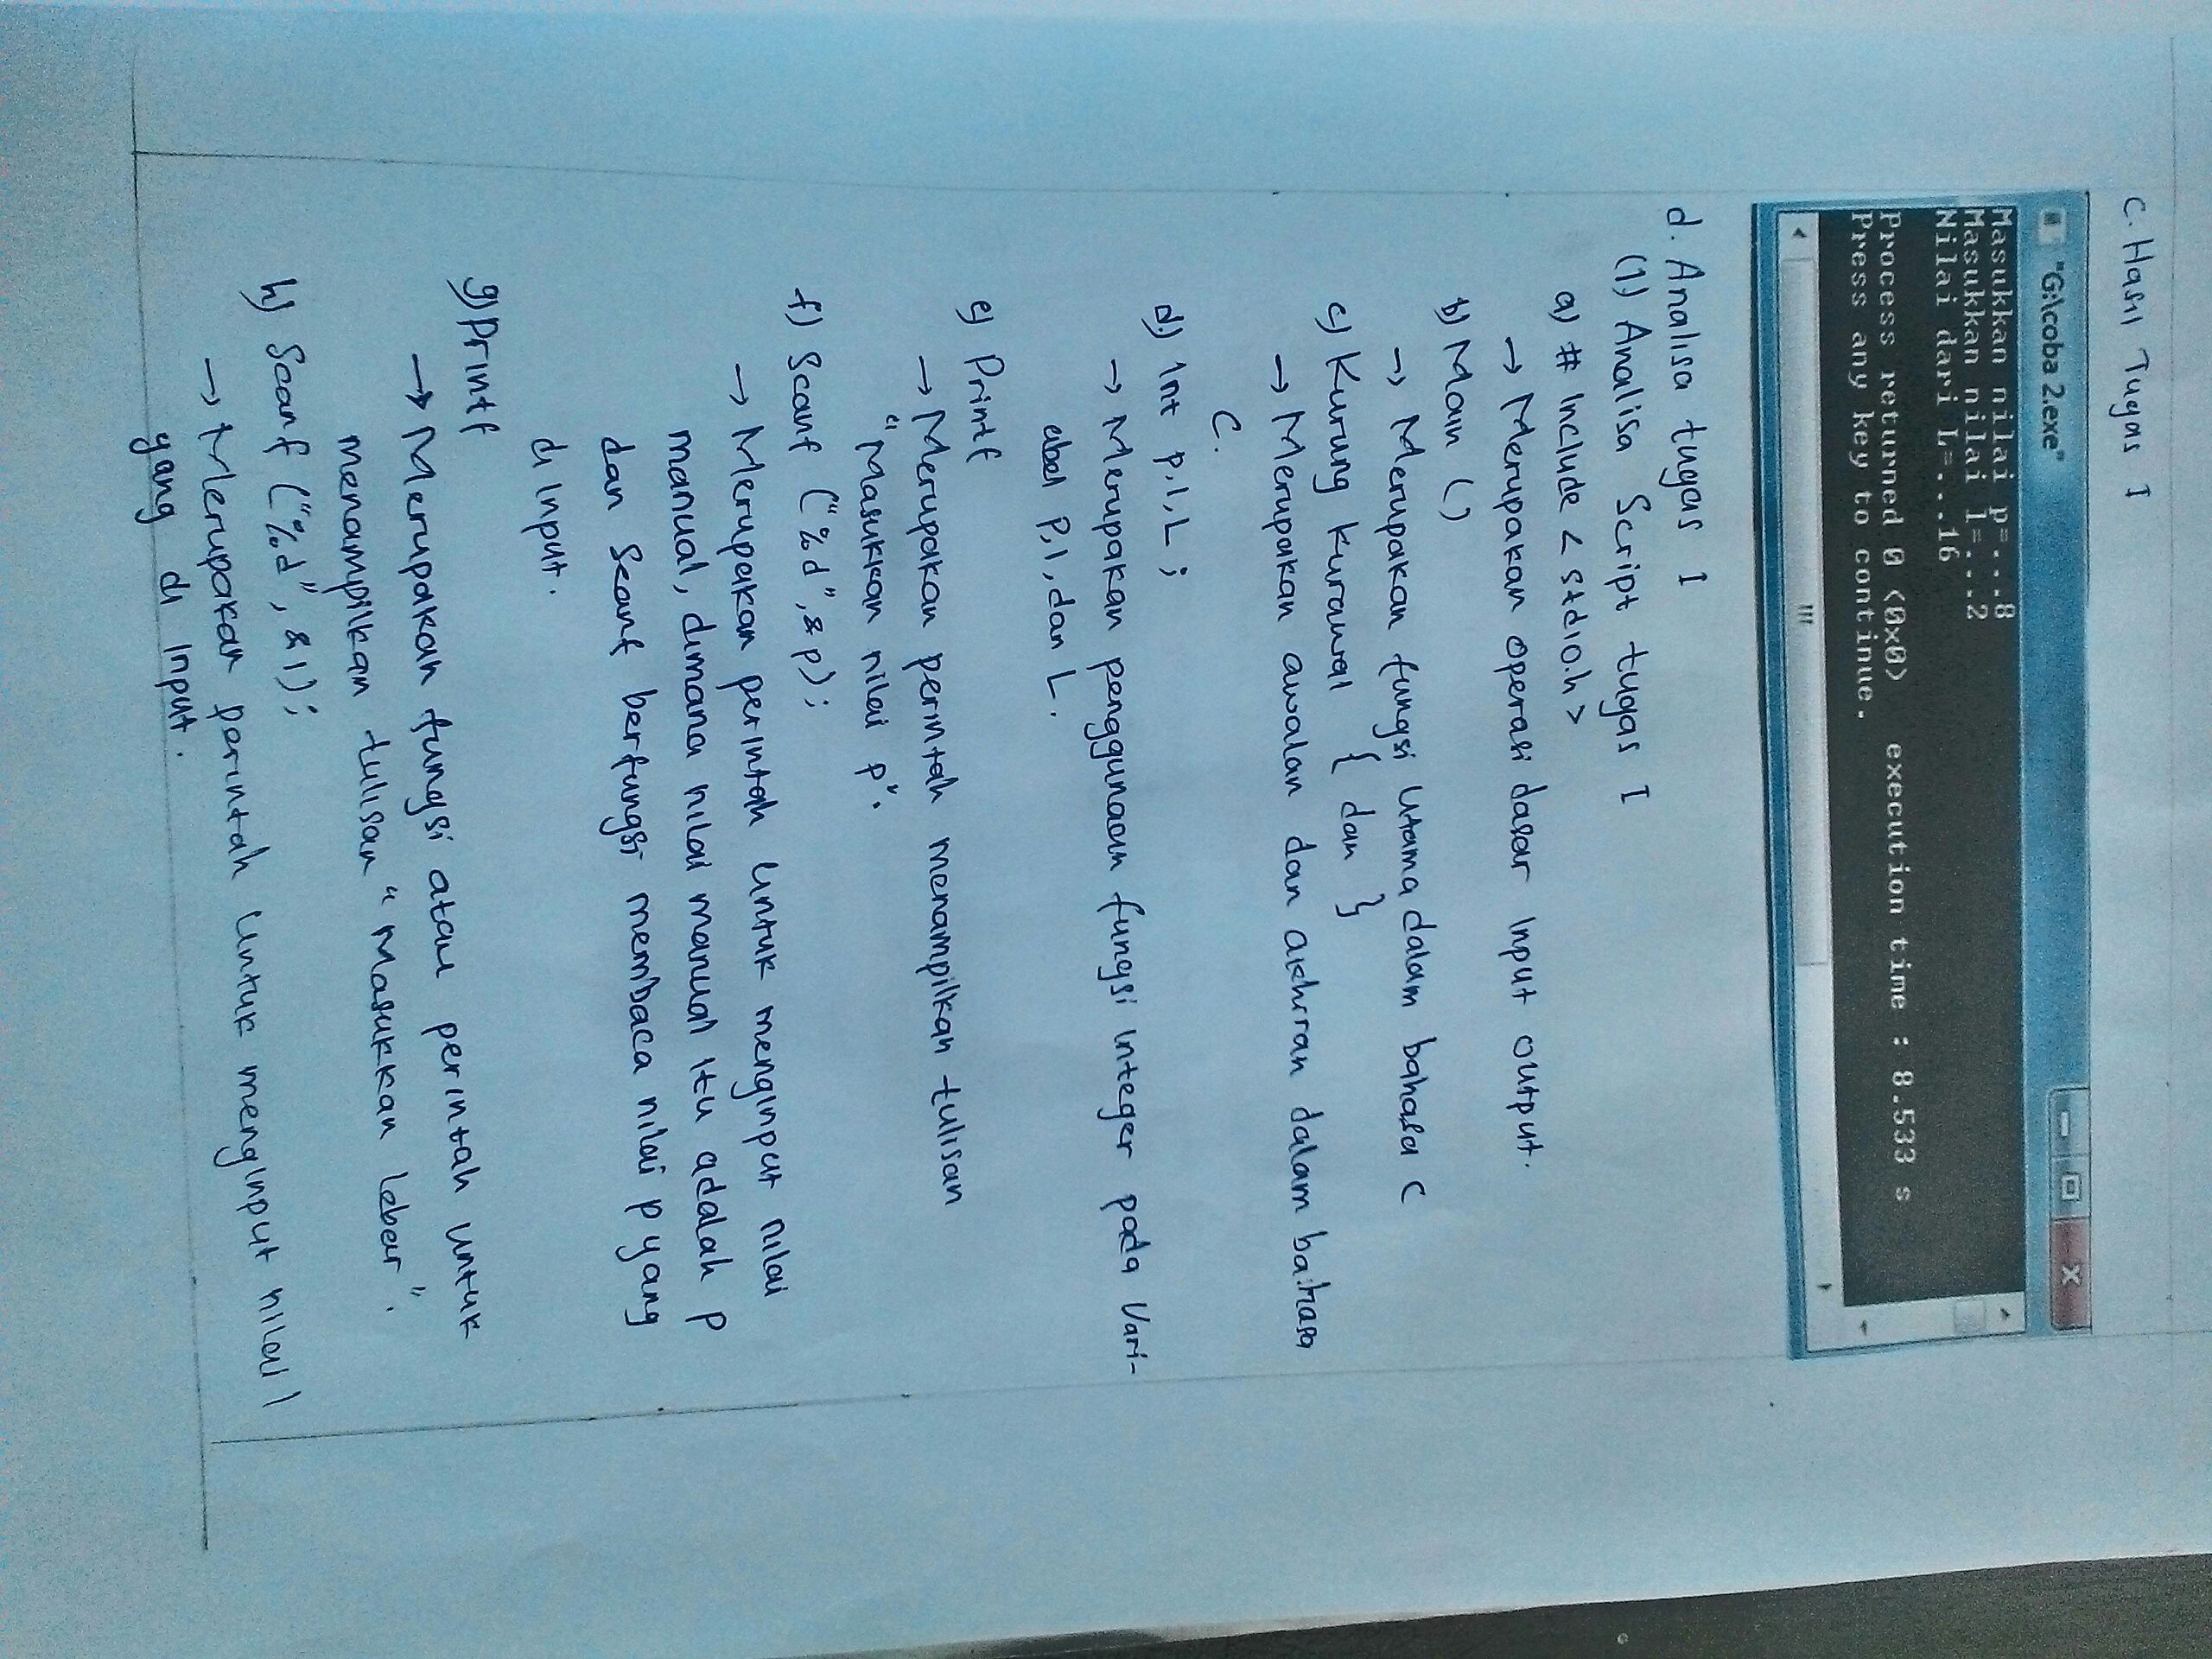 C. Hasil Tugas I
"G:\coba 2.exe"
Masukkan nilai p=...8
Masukkan nilai l=...2
Nilai dari L=...16
Process returned 0 (0x0)   execution time : 8.533 s
Press any key to continue.
d. Analisa tugas I
(1) Analisa Script tugas I
a) # Include < stdio.h >
→ Merupakan operasi dasar Input output.
b) Main ( )
→ Merupakan fungsi Utama dalam bahasa C
c) Kurung kurawal { dan }
→ Merupakan awalan dan akhiran dalam bahasa
C.
d) Int p,l,L ;
→ Merupakan penggunaan fungsi Integer pada Vari-
abel P,l, dan L.
e) Printf
→ Merupakan perintah menampilkan tulisan
"Masukkan nilai p".
f) Scanf ("%d", & p) ;
→ Merupakan perintah Untuk menginput nilai
manual, dimana nilai manual Itu adalah P
dan Scanf berfungsi membaca nilai p yang
di Input.
g) Printf
→ Merupakan fungsi atau perintah Untuk
menampilkan tulisan "Masukkan lebar".
h) Scanf ("%d", & l) ;
→ Merupakan perintah Untuk menginput nilai l
yang di Input.